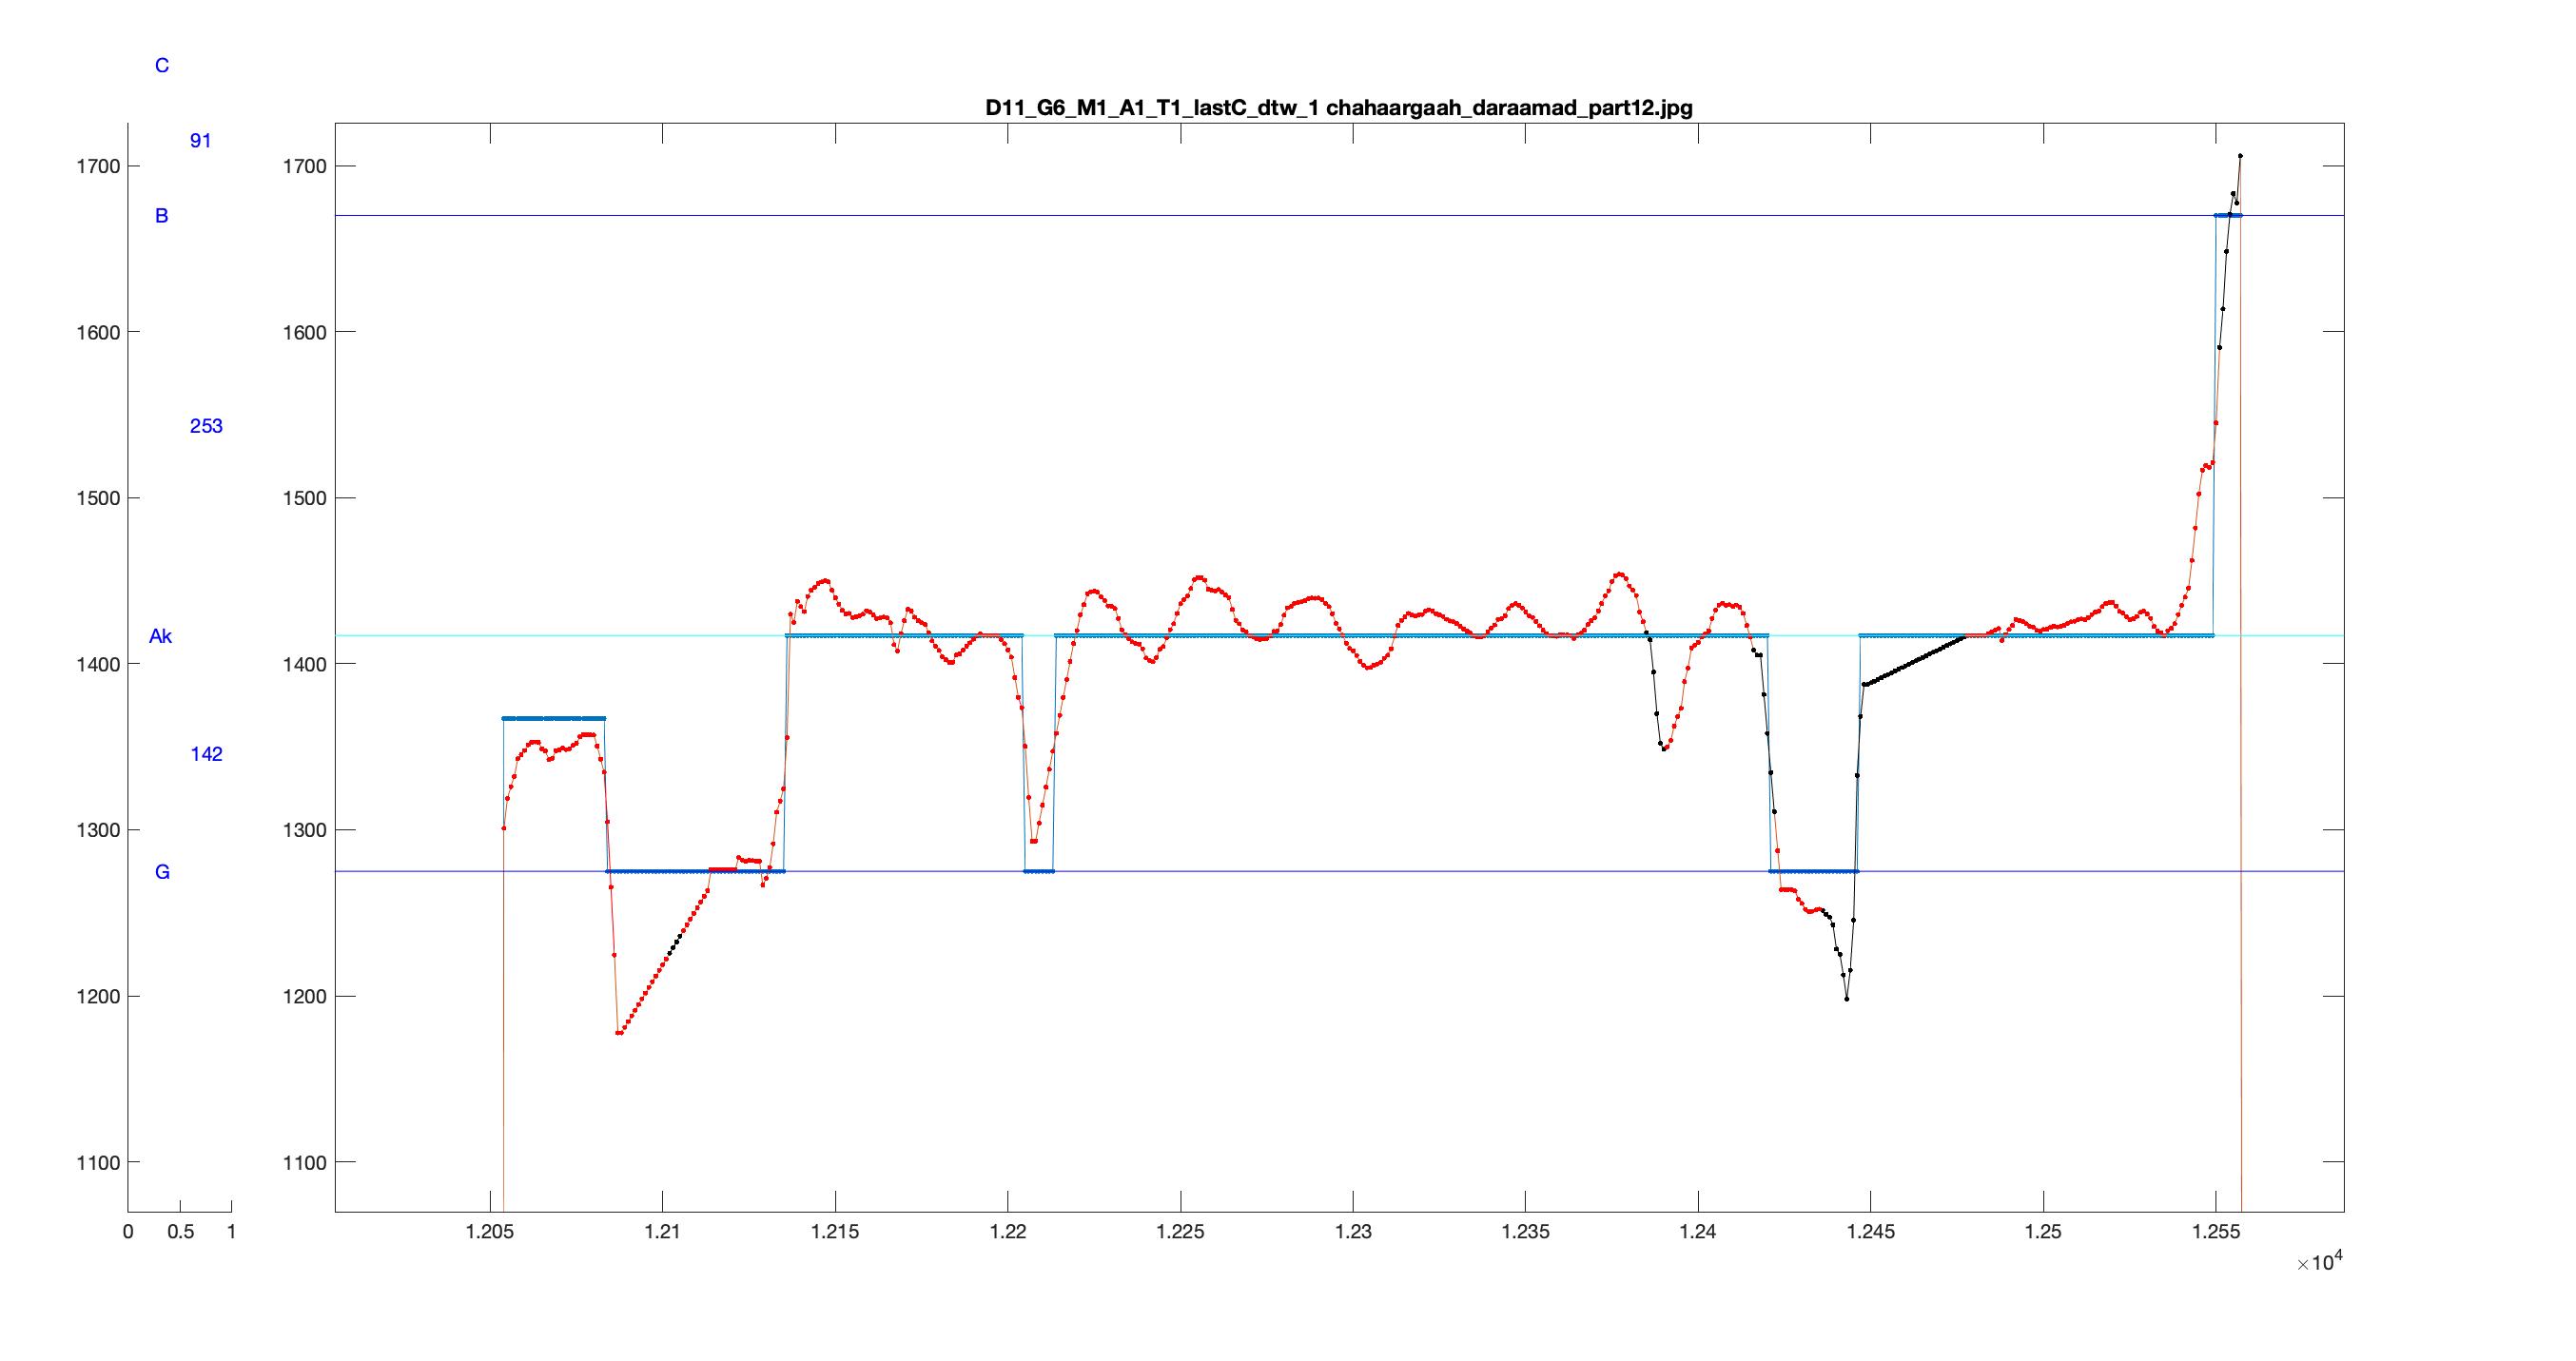 C
D11_G6_M1_A1_T1_lastC_dtw_1 chahaargaah_daraamad_part12.jpg
91
1700 1700
B
1600 1600
253
1500 1500
Ak
1400 1400
142
1300 1300
G
1200 1200
1100 1100
0 0.5 1 1.205 1.21 1.215 1.22 1.225 1.23 1.235 1.24 1.245 1.25 1.255
×10⁴